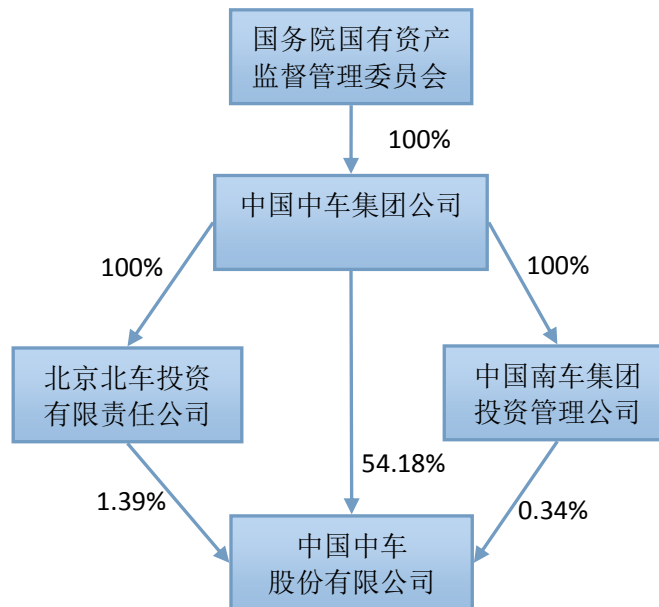 国务院国有资产
监督管理委员会
100%
中国中车集团公司
100%
100%
北京北车投资
有限责任公司
中国南车集团
投资管理公司
54.18%
1.39%
0.34%
中国中车
股份有限公司